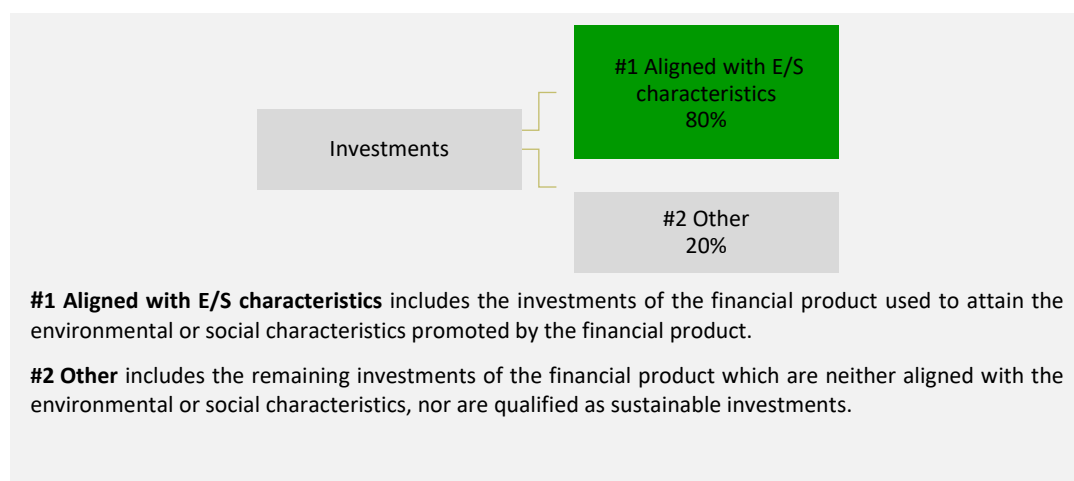 #1 Aligned with E/S
characteristics
80%
Investments
#2 Other
20%
#1 Aligned with E/S characteristics includes the investments of the financial product used to attain the
environmental or social characteristics promoted by the financial product.
#2 Other includes the remaining investments of the financial product which are neither aligned with the
environmental or social characteristics, nor are qualified as sustainable investments.